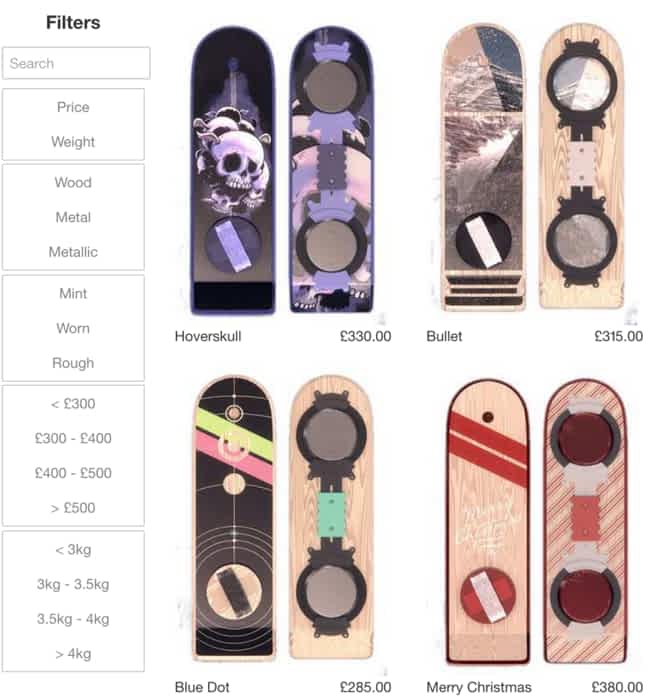 Filters
Search
Price
Weight
Wood
Metal
Metallic
Mint
Worn
Rough
< £300
£300 - £400
£400 - £500
> £500
< 3kg
3kg - 3.5kg
3.5kg - 4kg
> 4kg
Hoverskull £330.00
Bullet £315.00
Merry
Christmas
Blue Dot £285.00
Merry Christmas £380.00